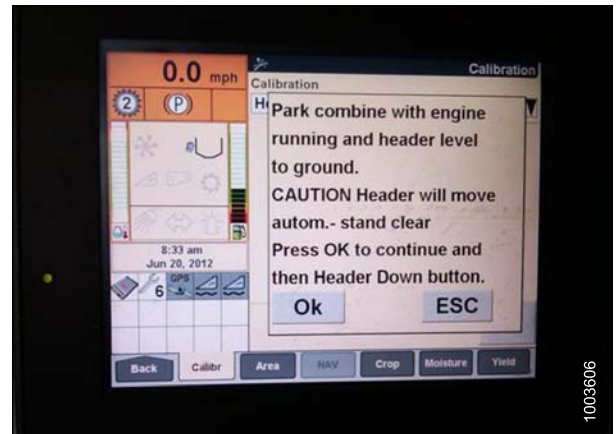 0.0 mph
Calibration
2
P
Calibration
Park combine with engine
running and header level
to ground.
CAUTION Header will move
autom.- stand clear
Press OK to continue and
then Header Down button.
Ok ESC
8:33 am
Jun 20, 2012
6
GPS
Back Calibr Area NAV Crop Moisture Yield
1003606